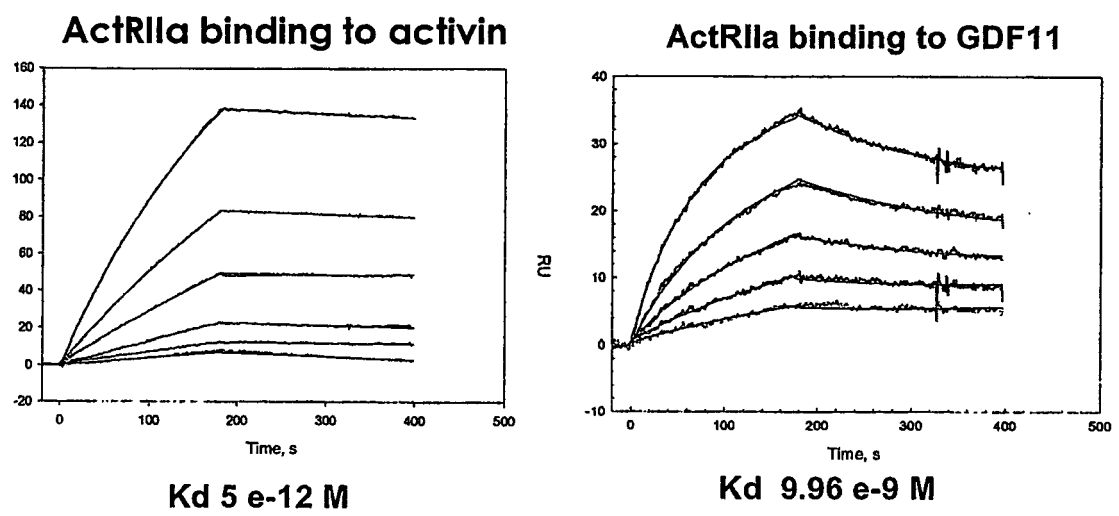 ActRIIa binding to activin
160
140
120
100
80
60
40
20
0
-20
0 100 200 300 400 500
Time, s
Kd 5 e-12 M
ActRIIa binding to GDF11
40
30
20
10
0
-10
RU
0 100 200 300 400 500
Time, s
Kd 9.96 e-9 M